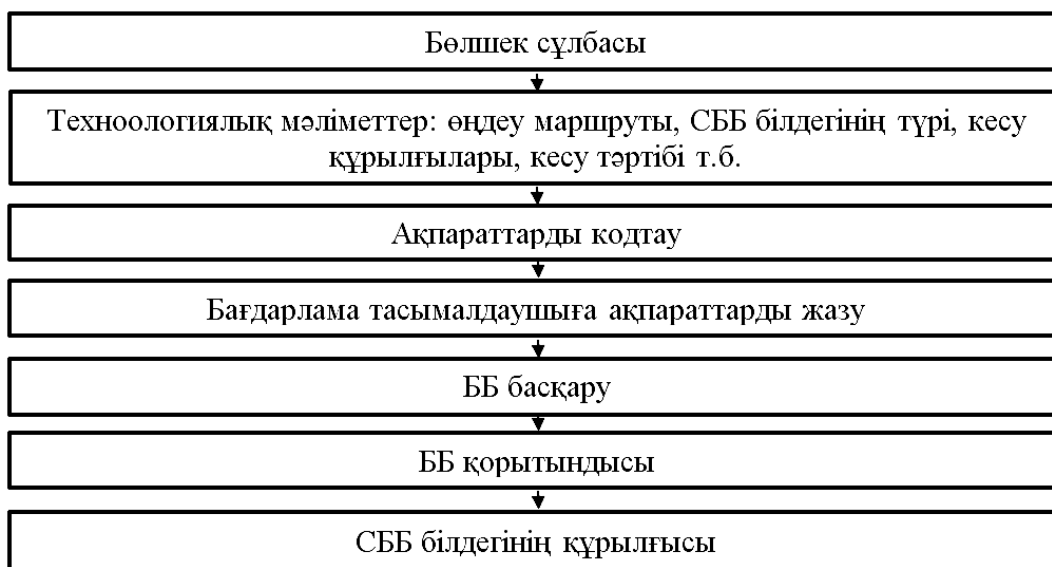 Бөлшек сұлбасы
Техноологиялық мәліметтер: өңдеу маршруты, СББ білдегінің түрі, кесу
құрылғылары, кесу тәртібі т.б.
Ақпараттарды кодтау
Бағдарлама тасымалдаушыға ақпараттарды жазу
ББ басқару
ББ қорытындысы
СББ білдегінің құрылғысы